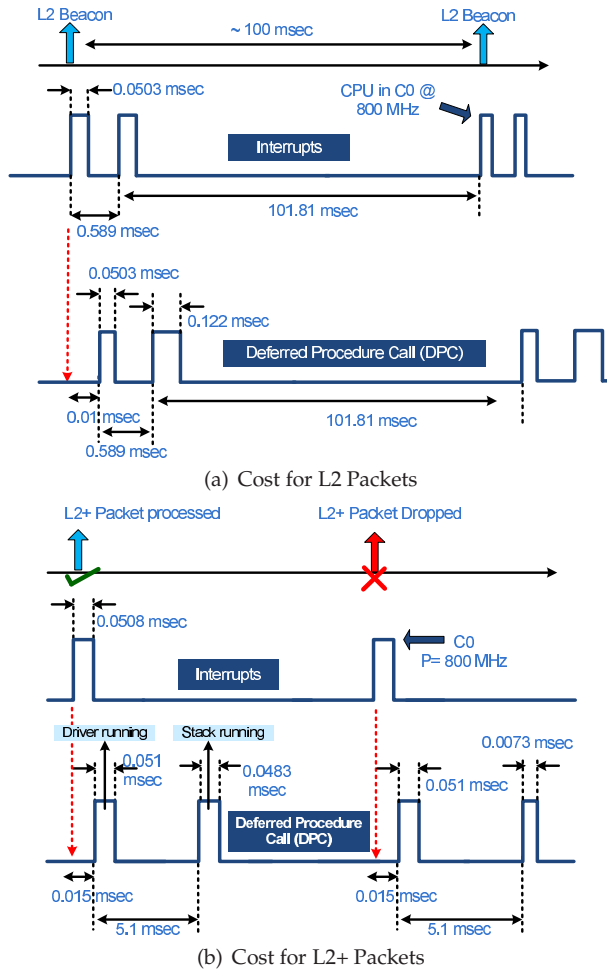 L2 Beacon
~ 100 msec
L2 Beacon
0.0503 msec
CPU in C0 @
800 MHz
Interrupts
101.81 msec
0.589 msec
0.0503 msec
0.122 msec
Deferred Procedure Call (DPC)
0.01 msec
101.81 msec
0.589 msec
(a) Cost for L2 Packets
L2+ Packet processed
L2+ Packet Dropped
0.0508 msec
C0
P= 800 MHz
Interrupts
Driver running
Stack running
0.051
msec
0.0483
msec
0.0073 msec
0.051 msec
Deferred Procedure
Call (DPC)
0.015 msec
0.015 msec
5.1 msec
5.1 msec
(b) Cost for L2+ Packets